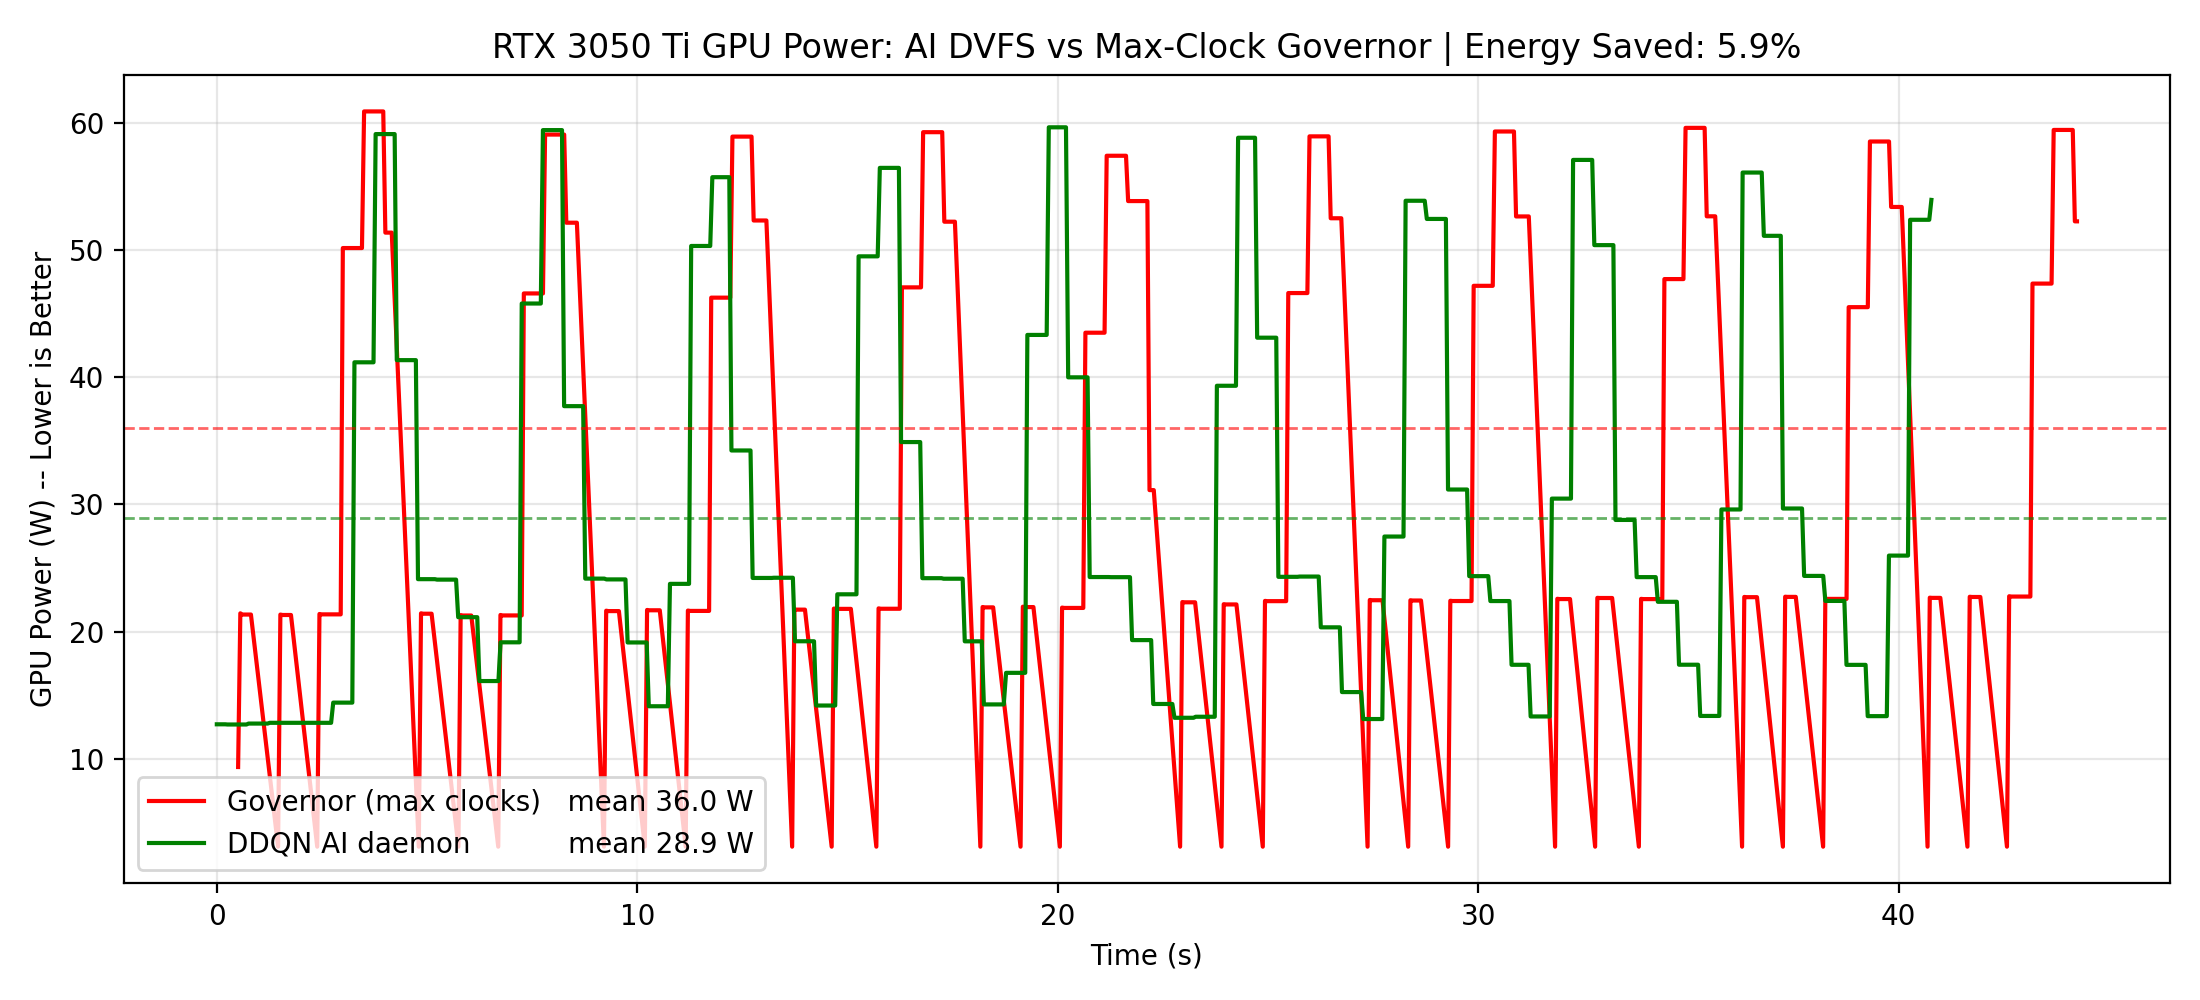 RTX 3050 Ti GPU Power: AI DVFS vs Max-Clock Governor | Energy Saved: 5.9%
GPU Power (W) -- Lower is Better
60
50
40
30
20
10
Governor (max clocks) mean 36.0 W
DDQN AI daemon mean 28.9 W
0 10 20 30 40
Time (s)